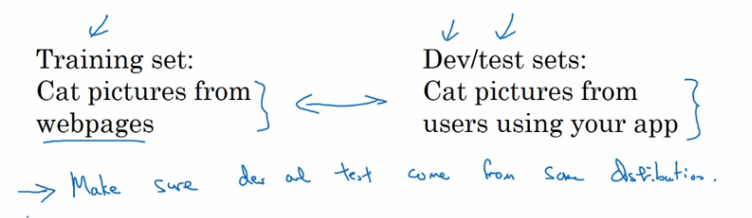 Training set:
Cat pictures from
webpages
Dev/test sets:
Cat pictures from
users using your app
→ Make sure dev and test come from same distribution.